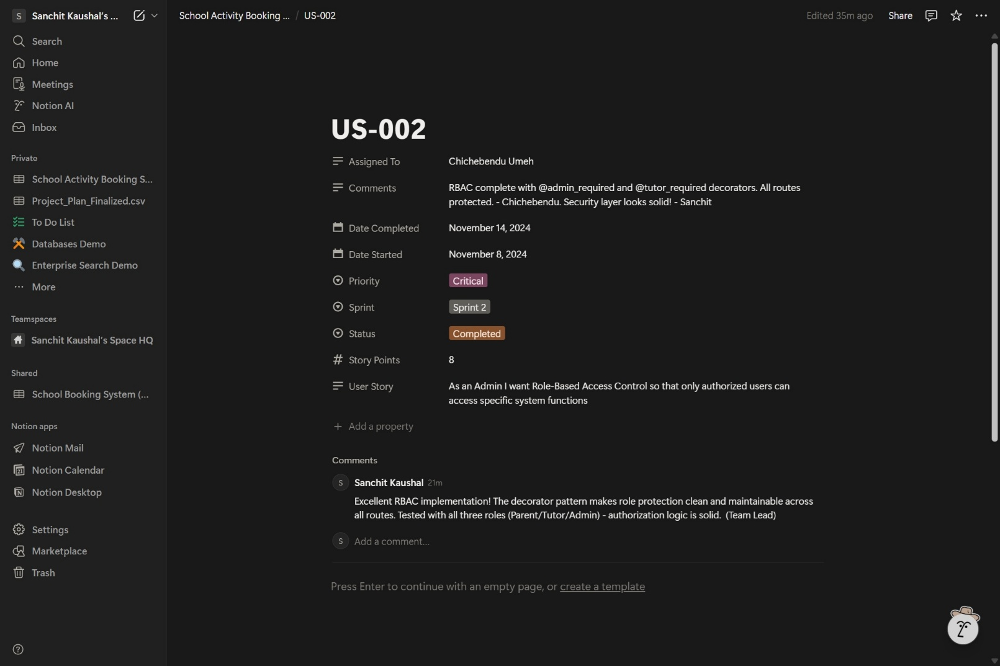 S Sanchit Kaushal's ...
School Activity Booking ... / US-002
Edited 35m ago Share
Search
Home
Meetings
Notion AI
Inbox
Private
School Activity Booking S...
Project_Plan_Finalized.csv
To Do List
Databases Demo
Enterprise Search Demo
More
Teamspaces
Sanchit Kaushal's Space HQ
Shared
School Booking System (...
Notion apps
Notion Mail
21 Notion Calendar
Notion Desktop
Settings
Marketplace
Trash
US-002
Assigned To Chichebendu Umeh
Comments RBAC complete with @admin_required and @tutor_required decorators. All routes
protected. - Chichebendu. Security layer looks solid! - Sanchit
Date Completed November 14, 2024
Date Started November 8, 2024
Priority Critical
Sprint Sprint 2
Status Completed
# Story Points 8
User Story As an Admin I want Role-Based Access Control so that only authorized users can
access specific system functions
+ Add a property
Comments
S Sanchit Kaushal 21m
Excellent RBAC implementation! The decorator pattern makes role protection clean and maintainable across
all routes. Tested with all three roles (Parent/Tutor/Admin) - authorization logic is solid. (Team Lead)
S Add a comment...
Press Enter to continue with an empty page, or create a template